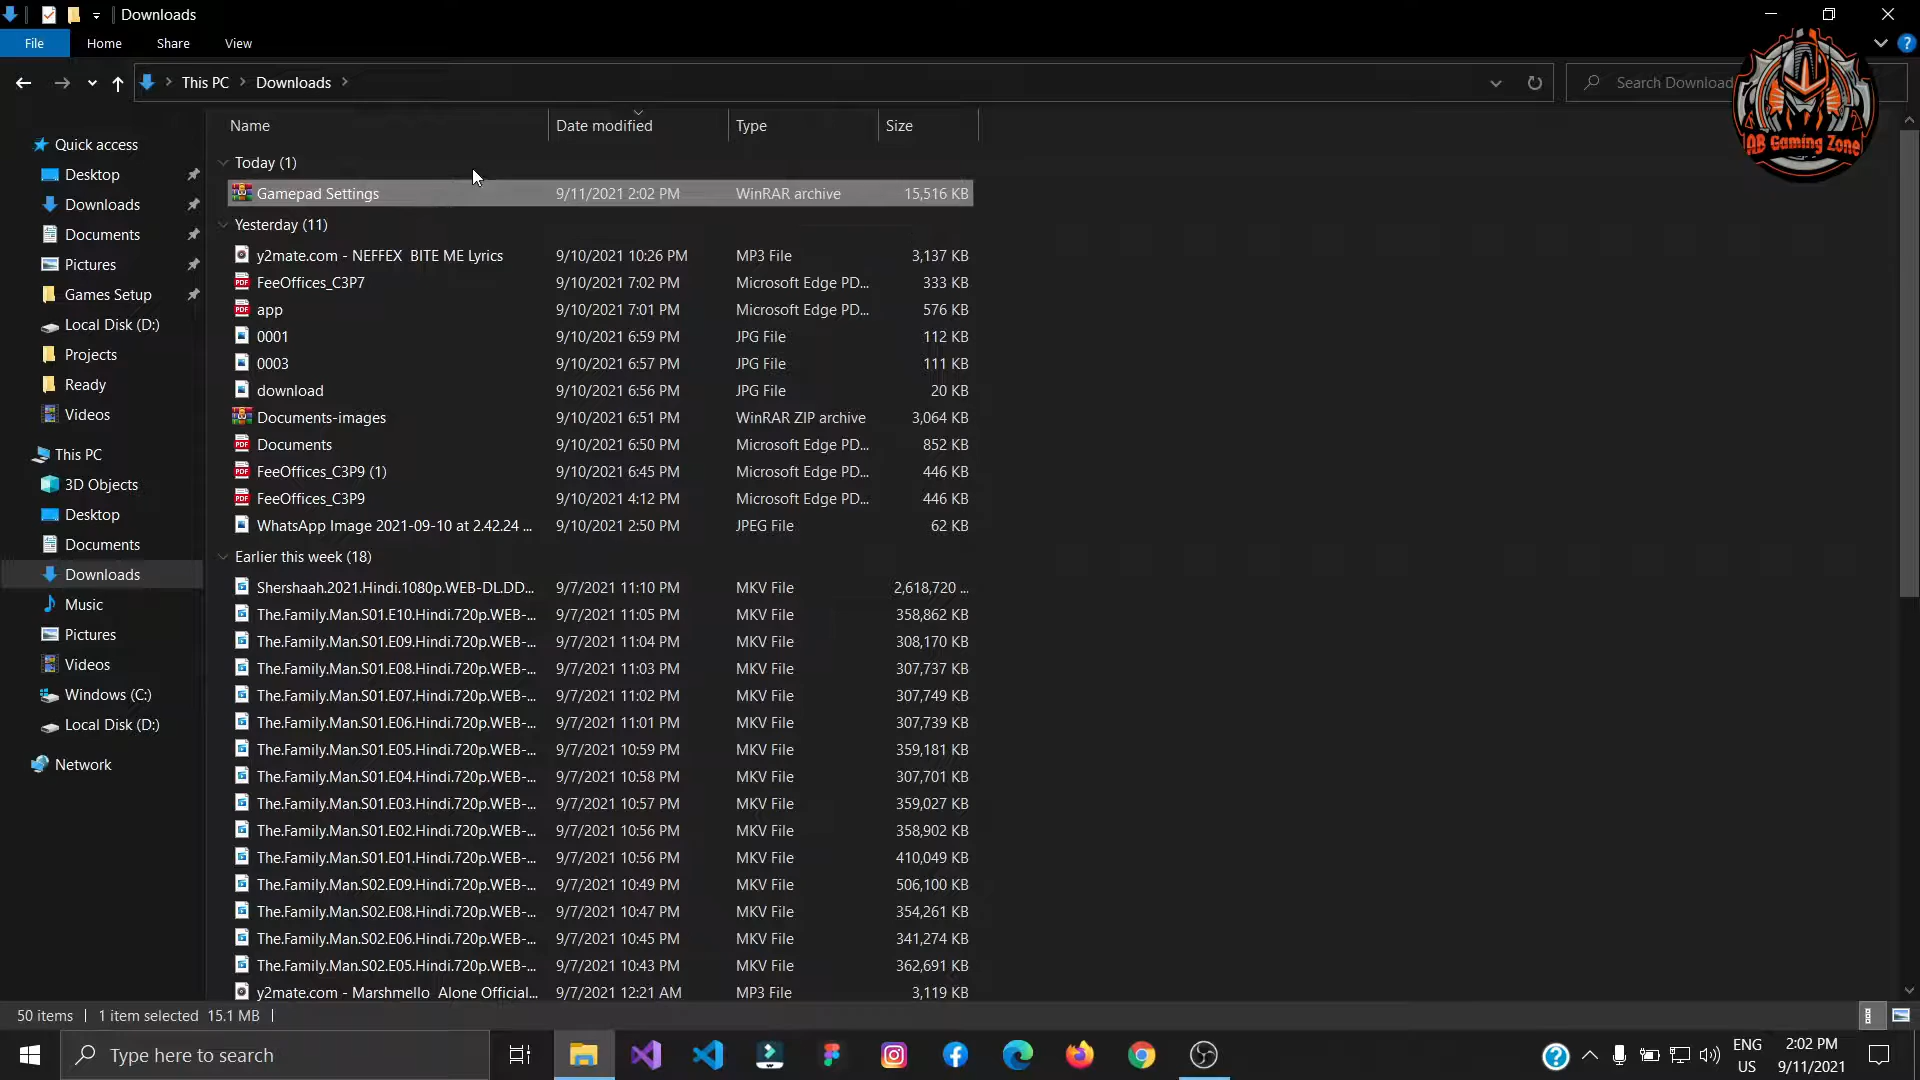 Downloads
File Home Share View
This PC Downloads
Search Download
AB Gaming Zone
Name Date modified Type Size
Quick access
Desktop
Downloads
Documents
Pictures
Games Setup
Local Disk (D:)
Projects
Ready
Videos
This PC
3D Objects
Desktop
Documents
Downloads
Music
Pictures
Videos
Windows (C:)
Local Disk (D:)
Network
Today (1)
Gamepad Settings 9/11/2021 2:02 PM WinRAR archive 15,516 KB
Yesterday (11)
y2mate.com - NEFFEX BITE ME Lyrics 9/10/2021 10:26 PM MP3 File 3,137 KB
FeeOffices_C3P7 9/10/2021 7:02 PM Microsoft Edge PD... 333 KB
app 9/10/2021 7:01 PM Microsoft Edge PD... 576 KB
0001 9/10/2021 6:59 PM JPG File 112 KB
0003 9/10/2021 6:57 PM JPG File 111 KB
download 9/10/2021 6:56 PM JPG File 20 KB
Documents-images 9/10/2021 6:51 PM WinRAR ZIP archive 3,064 KB
Documents 9/10/2021 6:50 PM Microsoft Edge PD... 852 KB
FeeOffices_C3P9 (1) 9/10/2021 6:45 PM Microsoft Edge PD... 446 KB
FeeOffices_C3P9 9/10/2021 4:12 PM Microsoft Edge PD... 446 KB
WhatsApp Image 2021-09-10 at 2.42.24 ... 9/10/2021 2:50 PM JPEG File 62 KB
Earlier this week (18)
Shershaah.2021.Hindi.1080p.WEB-DL.DD... 9/7/2021 11:10 PM MKV File 2,618,720 ...
The.Family.Man.S01.E10.Hindi.720p.WEB-... 9/7/2021 11:05 PM MKV File 358,862 KB
The.Family.Man.S01.E09.Hindi.720p.WEB-... 9/7/2021 11:04 PM MKV File 308,170 KB
The.Family.Man.S01.E08.Hindi.720p.WEB-... 9/7/2021 11:03 PM MKV File 307,737 KB
The.Family.Man.S01.E07.Hindi.720p.WEB-... 9/7/2021 11:02 PM MKV File 307,749 KB
The.Family.Man.S01.E06.Hindi.720p.WEB-... 9/7/2021 11:01 PM MKV File 307,739 KB
The.Family.Man.S01.E05.Hindi.720p.WEB-... 9/7/2021 10:59 PM MKV File 359,181 KB
The.Family.Man.S01.E04.Hindi.720p.WEB-... 9/7/2021 10:58 PM MKV File 307,701 KB
The.Family.Man.S01.E03.Hindi.720p.WEB-... 9/7/2021 10:57 PM MKV File 359,027 KB
The.Family.Man.S01.E02.Hindi.720p.WEB-... 9/7/2021 10:56 PM MKV File 358,902 KB
The.Family.Man.S01.E01.Hindi.720p.WEB-... 9/7/2021 10:56 PM MKV File 410,049 KB
The.Family.Man.S02.E09.Hindi.720p.WEB-... 9/7/2021 10:49 PM MKV File 506,100 KB
The.Family.Man.S02.E08.Hindi.720p.WEB-... 9/7/2021 10:47 PM MKV File 354,261 KB
The.Family.Man.S02.E06.Hindi.720p.WEB-... 9/7/2021 10:45 PM MKV File 341,274 KB
The.Family.Man.S02.E05.Hindi.720p.WEB-... 9/7/2021 10:43 PM MKV File 362,691 KB
y2mate.com - Marshmello Alone Official... 9/7/2021 12:21 AM MP3 File 3,119 KB
50 items 1 item selected 15.1 MB
Type here to search
ENG
US
2:02 PM
9/11/2021